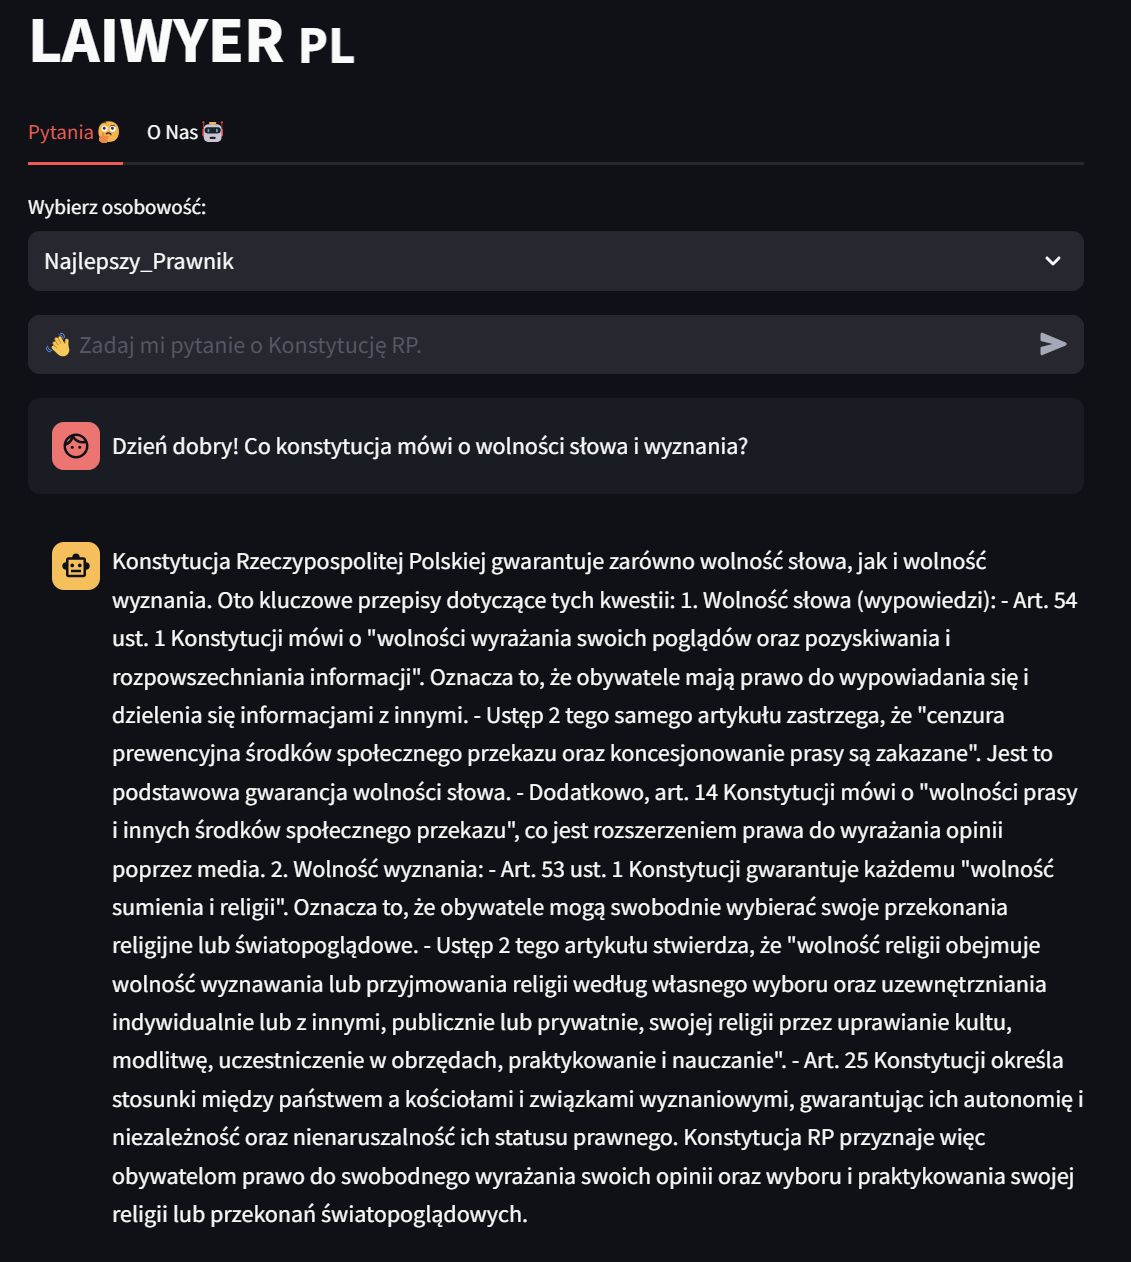 LAIWYER PL
Pytania🤔 O Nas🤖
Wybierz osobowość:
Najlepszy_Prawnik
👋 Zadaj mi pytanie o Konstytucję RP.
Dzień dobry! Co konstytucja mówi o wolności słowa i wyznania?
Konstytucja Rzeczypospolitej Polskiej gwarantuje zarówno wolność słowa, jak i wolność
wyznania. Oto kluczowe przepisy dotyczące tych kwestii: 1. Wolność słowa (wypowiedzi): - Art. 54
ust. 1 Konstytucji mówi o "wolności wyrażania swoich poglądów oraz pozyskiwania i
rozpowszechniania informacji". Oznacza to, że obywatele mają prawo do wypowiadania się i
dzielenia się informacjami z innymi. - Ustęp 2 tego samego artykułu zastrzega, że "cenzura
prewencyjna środków społecznego przekazu oraz koncesjonowanie prasy są zakazane". Jest to
podstawowa gwarancja wolności słowa. - Dodatkowo, art. 14 Konstytucji mówi o "wolności prasy
i innych środków społecznego przekazu", co jest rozszerzeniem prawa do wyrażania opinii
poprzez media. 2. Wolność wyznania: - Art. 53 ust. 1 Konstytucji gwarantuje każdemu "wolność
sumienia i religii". Oznacza to, że obywatele mogą swobodnie wybierać swoje przekonania
religijne lub światopoglądowe. - Ustęp 2 tego artykułu stwierdza, że "wolność religii obejmuje
wolność wyznawania lub przyjmowania religii według własnego wyboru oraz uzewnętrzniania
indywidualnie lub z innymi, publicznie lub prywatnie, swojej religii przez uprawianie kultu,
modlitwę, uczestniczenie w obrzędach, praktykowanie i nauczanie". - Art. 25 Konstytucji określa
stosunki między państwem a kościołami i związkami wyznaniowymi, gwarantując ich autonomię i
niezależność oraz nienaruszalność ich statusu prawnego. Konstytucja RP przyznaje więc
obywatelom prawo do swobodnego wyrażania swoich opinii oraz wyboru i praktykowania swojej
religii lub przekonań światopoglądowych.